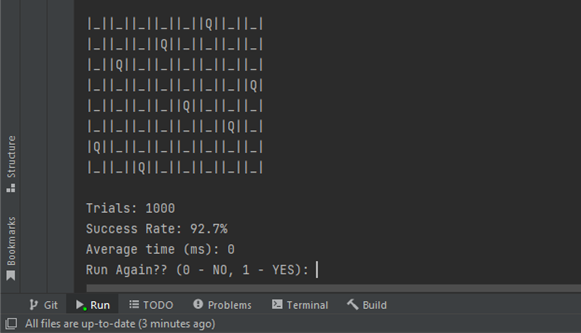 |_||_||_||_||_||Q||_||_|
|_||_||_||Q||_||_||_||_|
|_||Q||_||_||_||_||_||_|
|_||_||_||_||_||_||_||Q|
|_||_||_||_||Q||_||_||_|
|_||_||_||_||_||_||Q||_|
|Q||_||_||_||_||_||_||_|
|_||_||Q||_||_||_||_||_|
Trials: 1000
Success Rate: 92.7%
Average time (ms): 0
Run Again?? (0 - NO, 1 - YES):
Structure
Bookmarks
Git Run TODO Problems Terminal Build
All files are up-to-date (3 minutes ago)